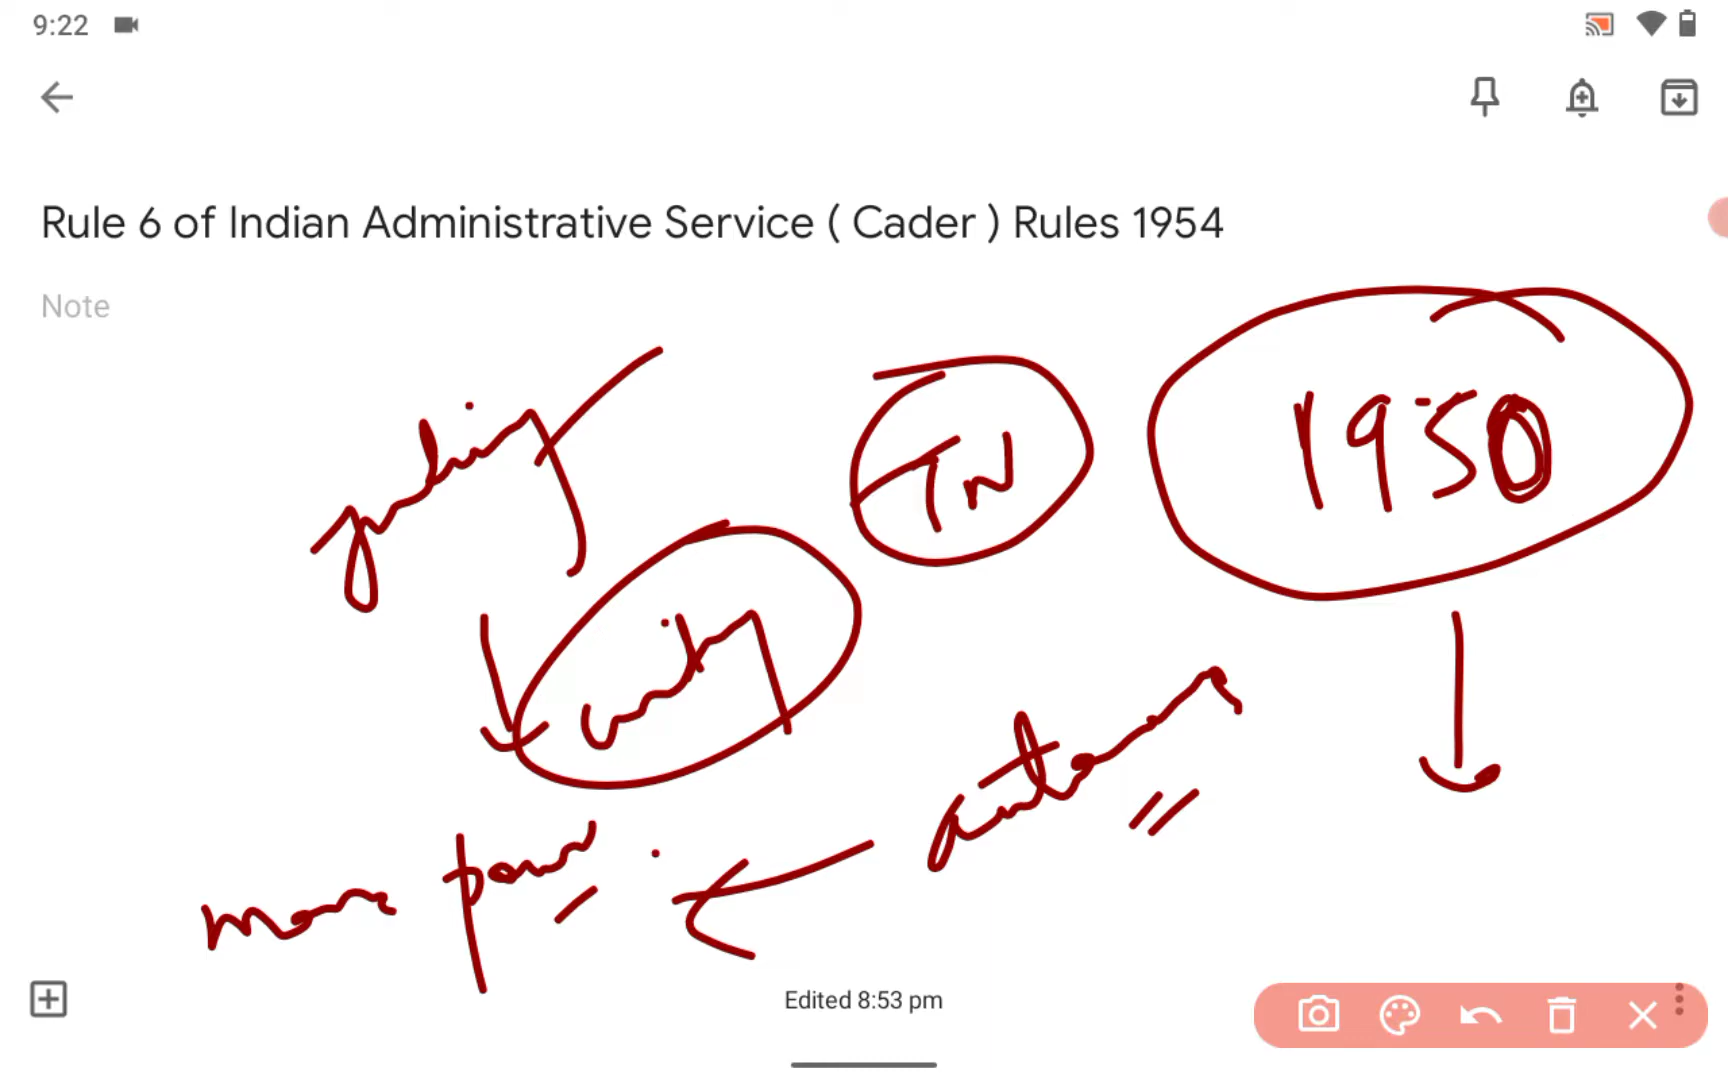 9:22
Rule 6 of Indian Administrative Service ( Cader ) Rules 1954
Note
TN
1950
unity
autonomy
more power
Edited 8:53 pm